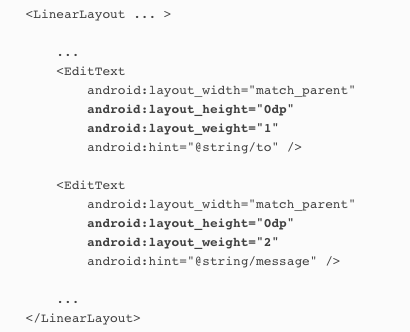 <LinearLayout ... >
...
<EditText
android:layout_width="match_parent"
android:layout_height="0dp"
android:layout_weight="1"
android:hint="@string/to" />
<EditText
android:layout_width="match_parent"
android:layout_height="0dp"
android:layout_weight="2"
android:hint="@string/message" />
...
</LinearLayout>